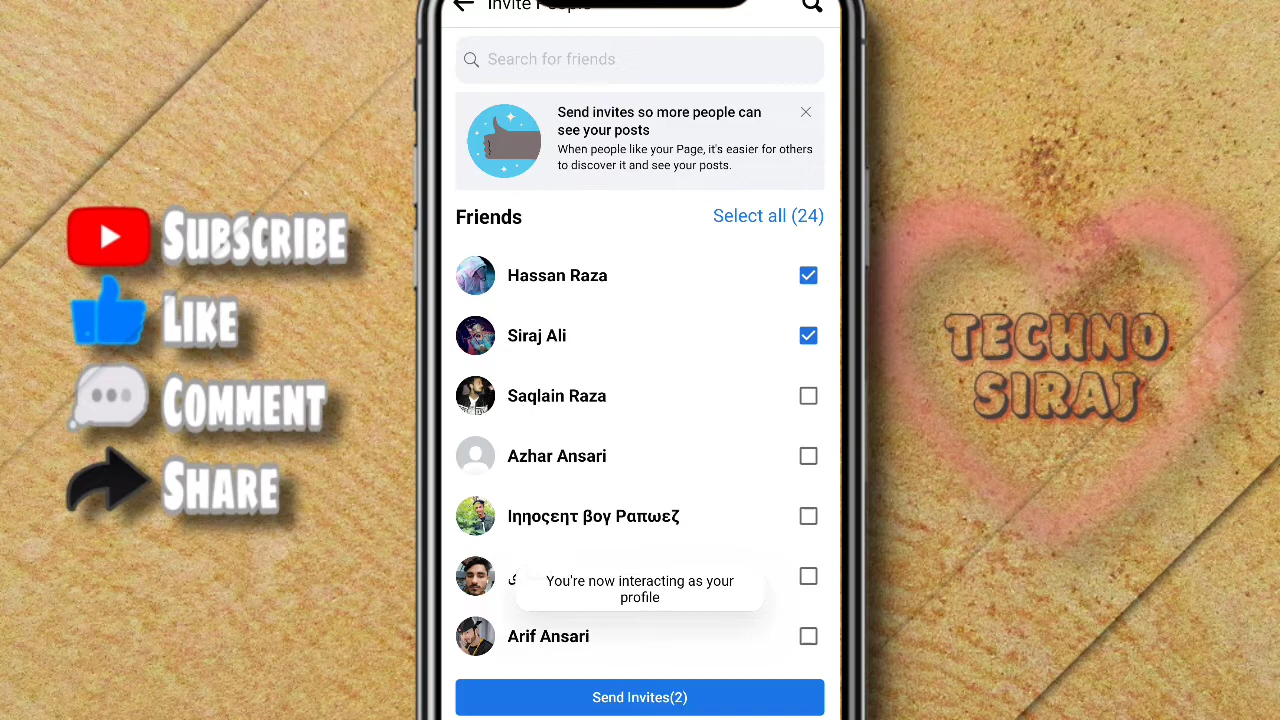 Invite People
Search for friends
Send invites so more people can
see your posts
When people like your Page, it's easier for others
to discover it and see your posts.
Friends
Select all (24)
Hassan Raza
Siraj Ali
Saqlain Raza
Azhar Ansari
Ιηηοςεητ βογ Ραπωεζ
You're now interacting as your
profile
Arif Ansari
Send Invites(2)
SUBSCRIBE
LIKE
COMMENT
SHARE
TECHNO
SIRAJ